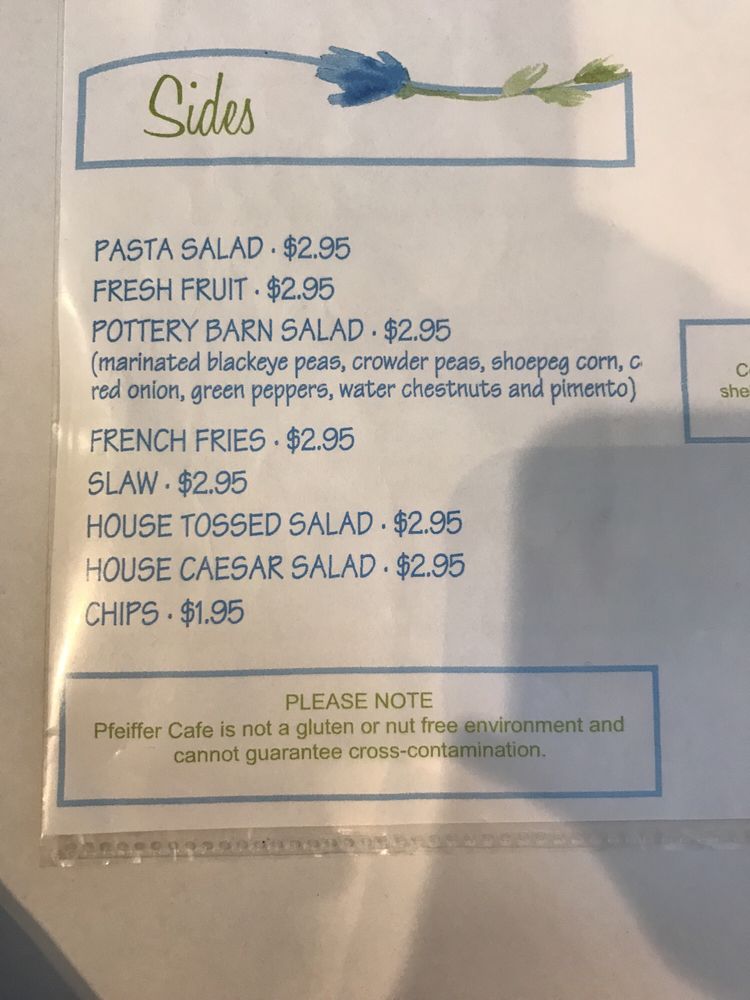 Sides
PASTA SALAD · $2.95
FRESH FRUIT · $2.95
POTTERY BARN SALAD · $2.95
(marinated blackeye peas, crowder peas, shoepeg corn,
red onion, green peppers, water chestnuts and pimento)
FRENCH FRIES · $2.95
SLAW · $2.95
HOUSE TOSSED SALAD · $2.95
HOUSE CAESAR SALAD · $2.95
CHIPS · $1.95
PLEASE NOTE
Pfeiffer Cafe is not a gluten or nut free environment and
cannot guarantee cross-contamination.